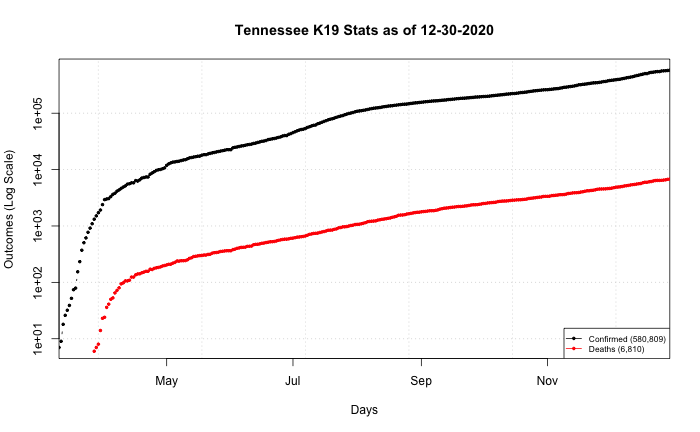 Tennessee K19 Stats as of 12-30-2020
Outcomes (Log Scale)
1e+05
1e+04
1e+03
1e+02
1e+01
Confirmed (580,809)
Deaths (6,810)
May Jul Sep Nov
Days